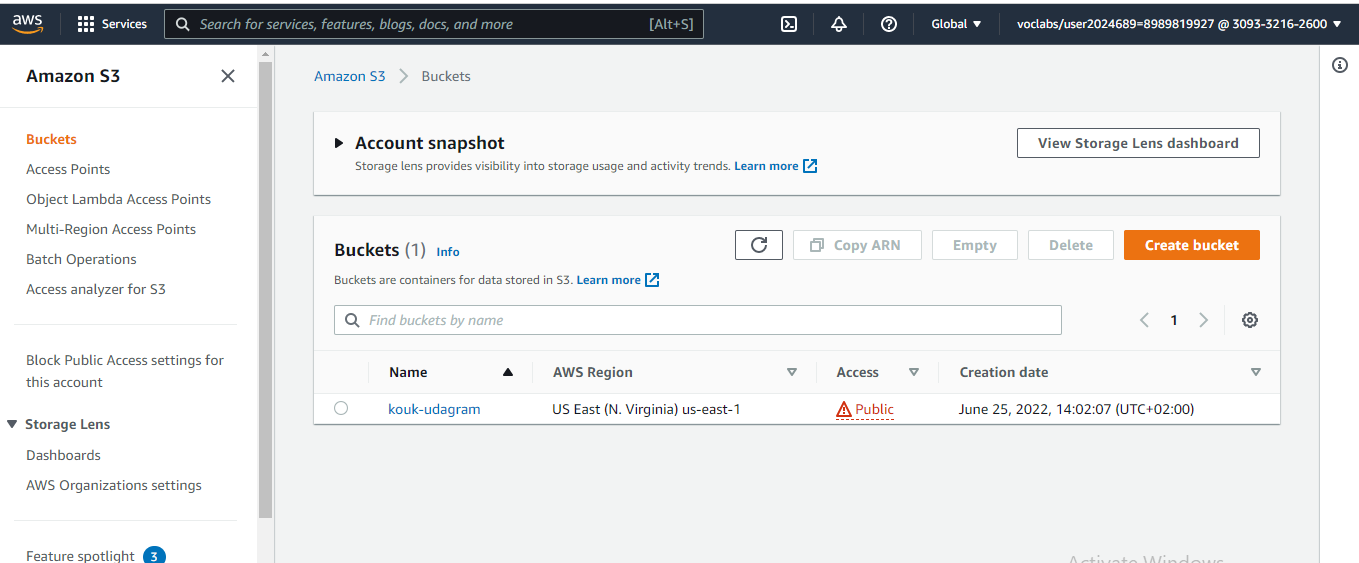 aws
Services
Search for services, features, blogs, docs, and more
[Alt+S]
Global
voclabs/user2024689=8989819927 @ 3093-3216-2600
Amazon S3
Buckets
Access Points
Object Lambda Access Points
Multi-Region Access Points
Batch Operations
Access analyzer for S3
Block Public Access settings for
this account
Storage Lens
Dashboards
AWS Organizations settings
Feature spotlight 3
Amazon S3 > Buckets
Account snapshot
Storage lens provides visibility into storage usage and activity trends. Learn more
View Storage Lens dashboard
Buckets (1) Info
Buckets are containers for data stored in S3. Learn more
Copy ARN
Empty
Delete
Create bucket
Find buckets by name
1
Name AWS Region Access Creation date
kouk-udagram US East (N. Virginia) us-east-1 Public June 25, 2022, 14:02:07 (UTC+02:00)
Activate Windows